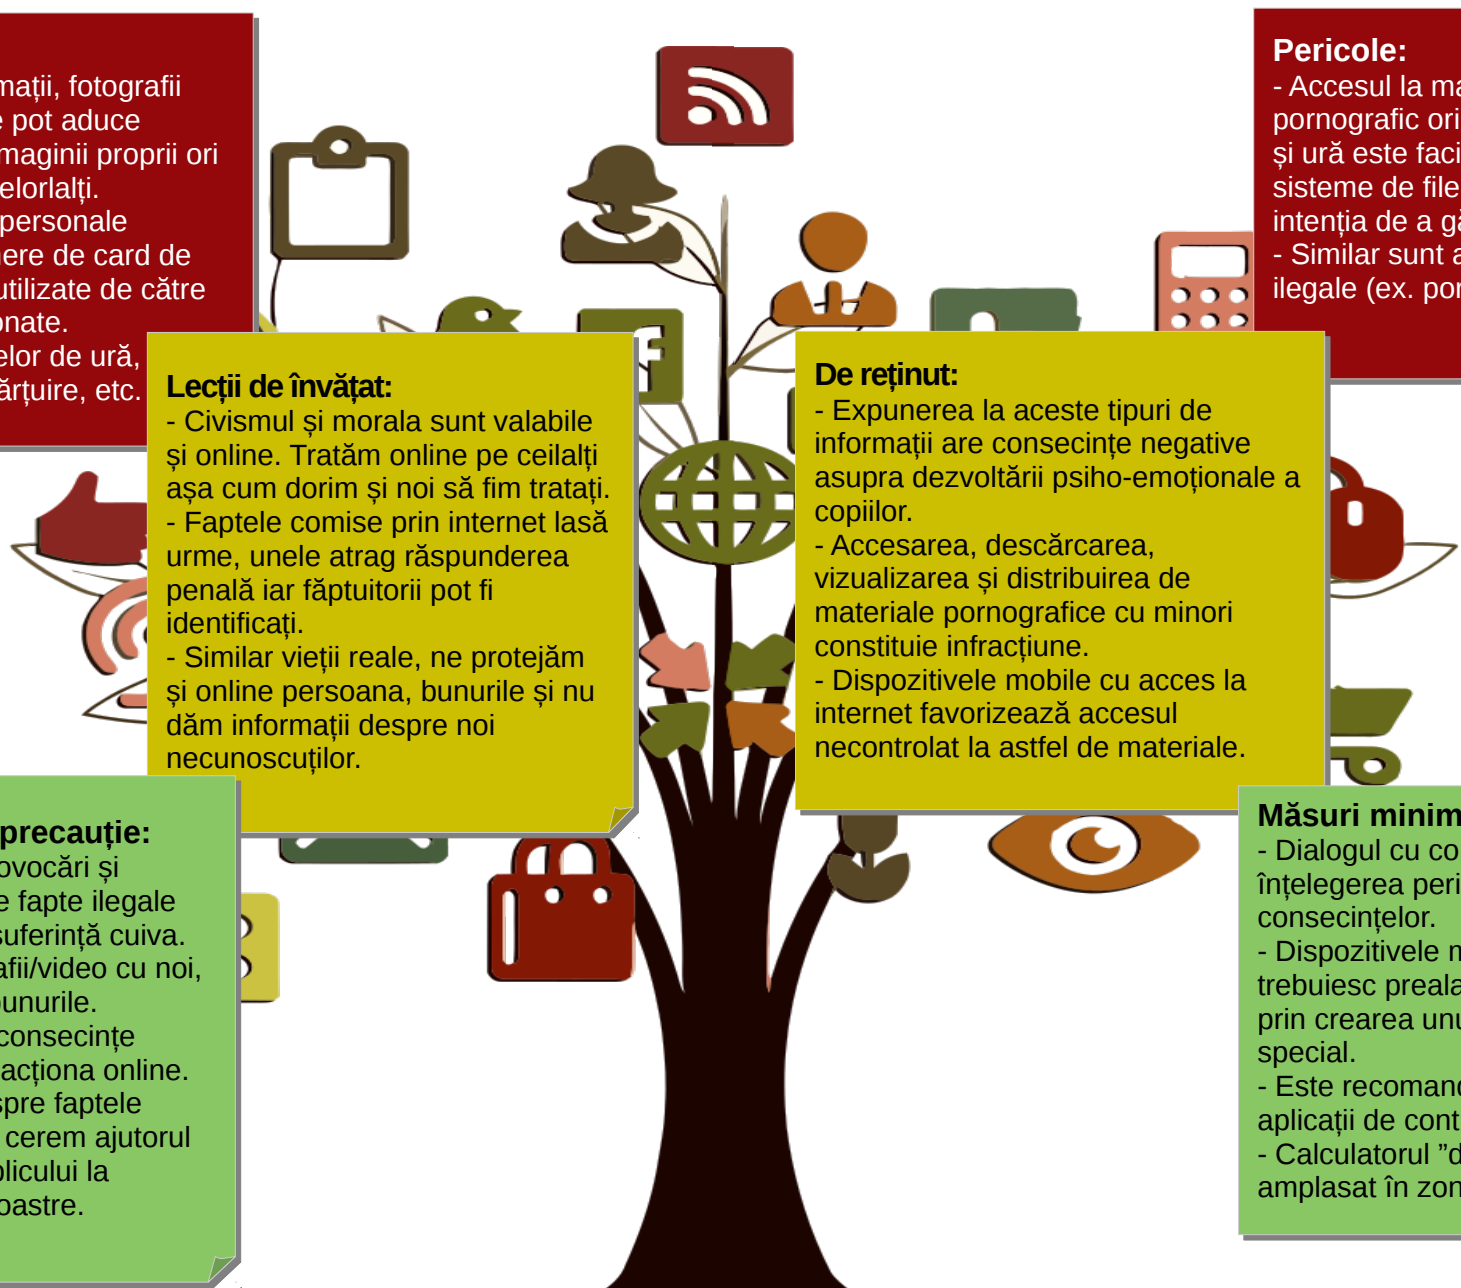 mații, fotografii
e pot aduce
maginii proprii ori
elorlalți.
personale
nere de card de
utilizate de către
onate.
elor de ură,
ărțuire, etc.
Lecții de învățat:
- Civismul și morala sunt valabile
și online. Tratăm online pe ceilalți
așa cum dorim și noi să fim tratați.
- Faptele comise prin internet lasă
urme, unele atrag răspunderea
penală iar făptuitorii pot fi
identificați.
- Similar vieții reale, ne protejăm
și online persoana, bunurile și nu
dăm informații despre noi
necunoscuților.
precauție:
ovocări și
e fapte ilegale
suferință cuiva.
afii/video cu noi,
bunurile.
consecințe
acționa online.
spre faptele
cerem ajutorul
olicului la
oastre.
Pericole:
- Accesul la ma
pornografic ori
și ură este faci
sisteme de file
intenția de a gă
- Similar sunt a
ilegale (ex. por
De reținut:
- Expunerea la aceste tipuri de
informații are consecințe negative
asupra dezvoltării psiho-emoționale a
copiilor.
- Accesarea, descărcarea,
vizualizarea și distribuirea de
materiale pornografice cu minori
constituie infracțiune.
- Dispozitivele mobile cu acces la
internet favorizează accesul
necontrolat la astfel de materiale.
Măsuri minim
- Dialogul cu co
înțelegerea peri
consecințelor.
- Dispozitivele m
trebuiesc preala
prin crearea unu
special.
- Este recomand
aplicații de cont
- Calculatorul ”d
amplasat în zon